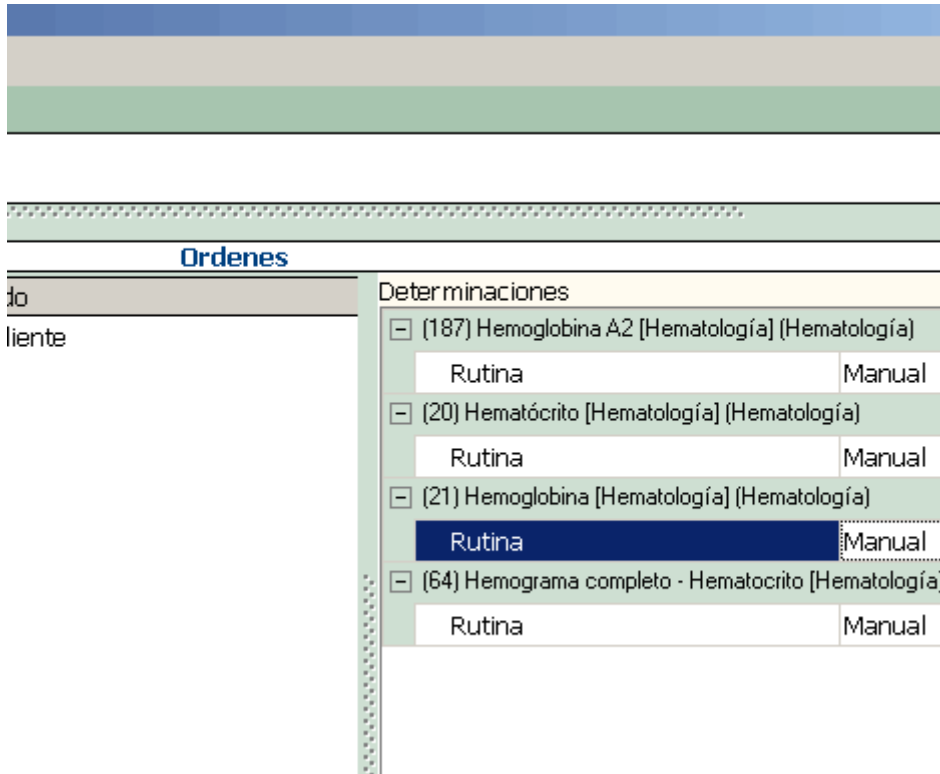 Ordenes
do
liente
Determinaciones
(187) Hemoglobina A2 [Hematología] (Hematología)
Rutina Manual
(20) Hematócrito [Hematología] (Hematología)
Rutina Manual
(21) Hemoglobina [Hematología] (Hematología)
Rutina Manual
(64) Hemograma completo - Hematocrito [Hematología]
Rutina Manual